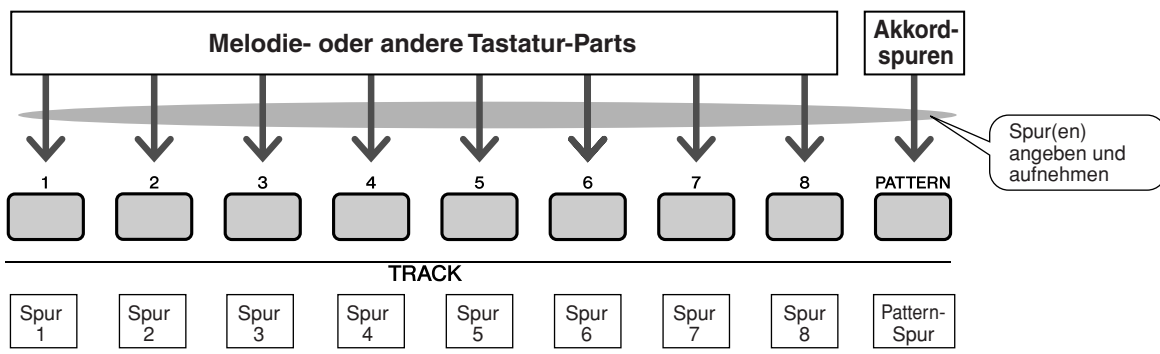 Melodie- oder andere Tastatur-Parts
Akkord-
spuren
Spur(en)
angeben und
aufnehmen
1 2 3 4 5 6 7 8 PATTERN
TRACK
Spur
1
Spur
2
Spur
3
Spur
4
Spur
5
Spur
6
Spur
7
Spur
8
Pattern-
Spur